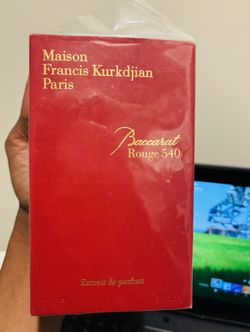 Maison
Francis Kurkdjian
Paris
Baccarat
Rouge 540
Extrait de parfum